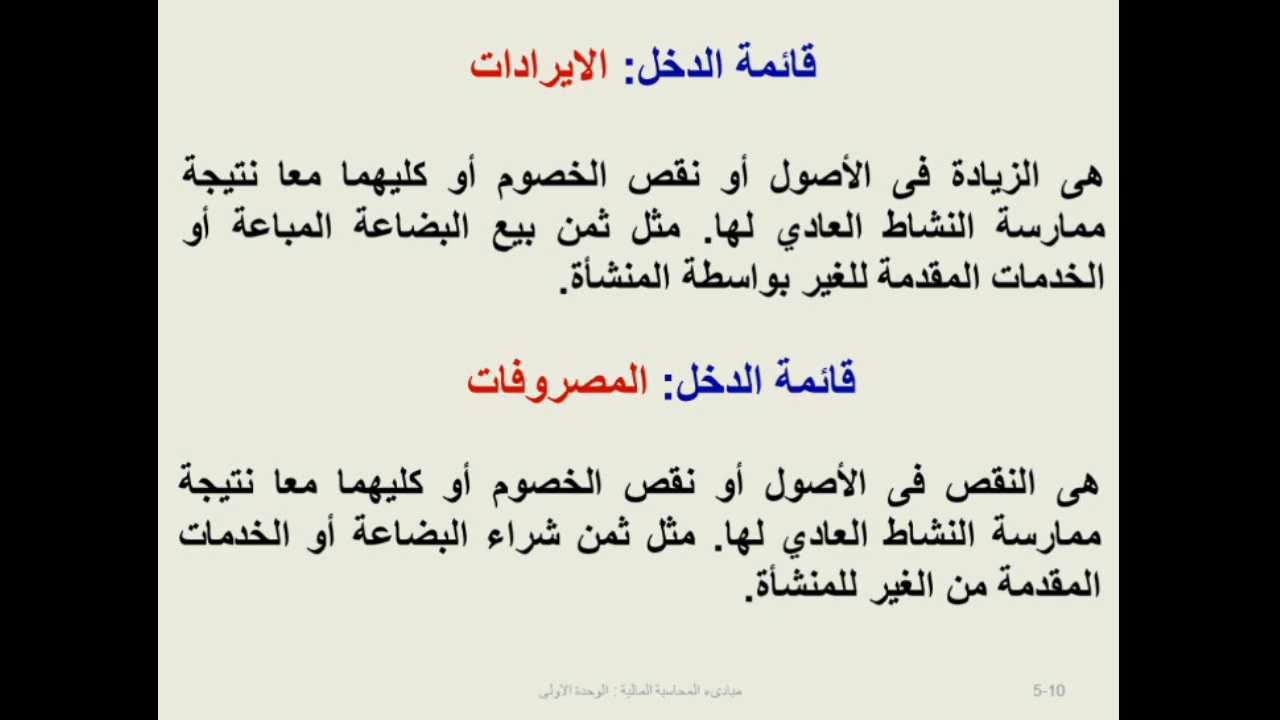 قائمة الدخل: الايرادات
هى الزيادة فى الأصول أو نقص الخصوم أو كليهما معا نتيجة
ممارسة النشاط العادي لها. مثل ثمن بيع البضاعة المباعة أو
الخدمات المقدمة للغير بواسطة المنشأة.
قائمة الدخل: المصروفات
هى النقص فى الأصول أو نقص الخصوم أو كليهما معا نتيجة
ممارسة النشاط العادي لها. مثل ثمن شراء البضاعة أو الخدمات
المقدمة من الغير للمنشأة.
مبادىء المحاسبة المالية : الوحدة الاولى
5-10